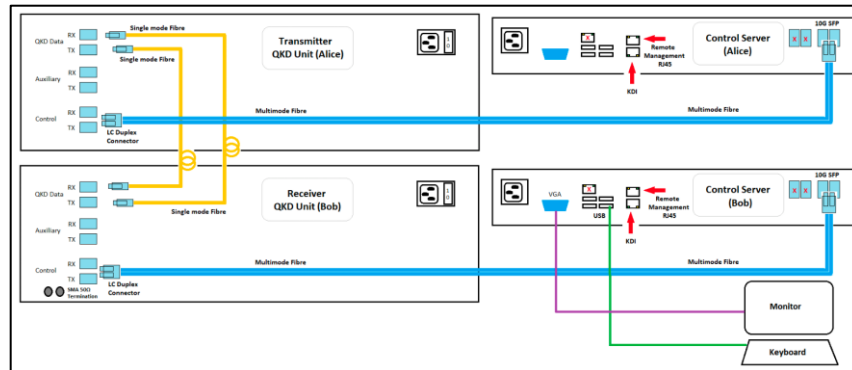 Single mode Fibre
QKD Data
RX
TX
Single mode Fibre
Transmitter
QKD Unit (Alice)
1
0
Auxiliary
RX
TX
Control
RX
TX
LC Duplex
Connector
Multimode Fibre
X
Remote
Management
RJ45
KDI
Control Server
(Alice)
10G SFP
X X
Multimode Fibre
QKD Data
RX
TX
Single mode Fibre
Receiver
QKD Unit (Bob)
1
0
Auxiliary
RX
TX
Control
RX
TX
LC Duplex
Connector
SMA 50Ω
Termination
Multimode Fibre
VGA
X
USB
Remote
Management
RJ45
KDI
Control Server
(Bob)
10G SFP
X X
Multimode Fibre
Monitor
Keyboard